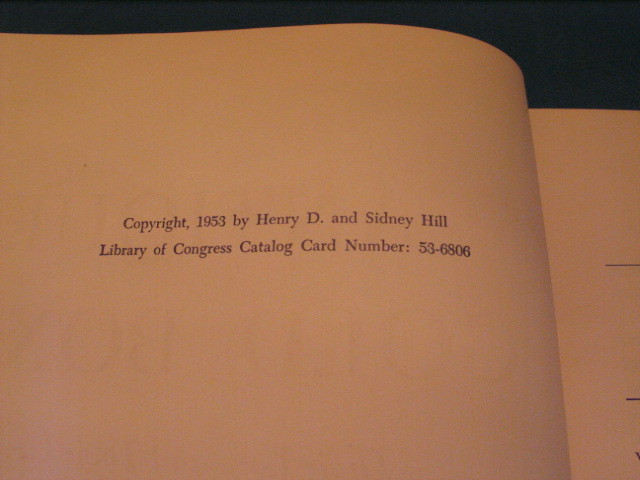 Copyright, 1953 by Henry D. and Sidney Hill
Library of Congress Catalog Card Number: 53-6806